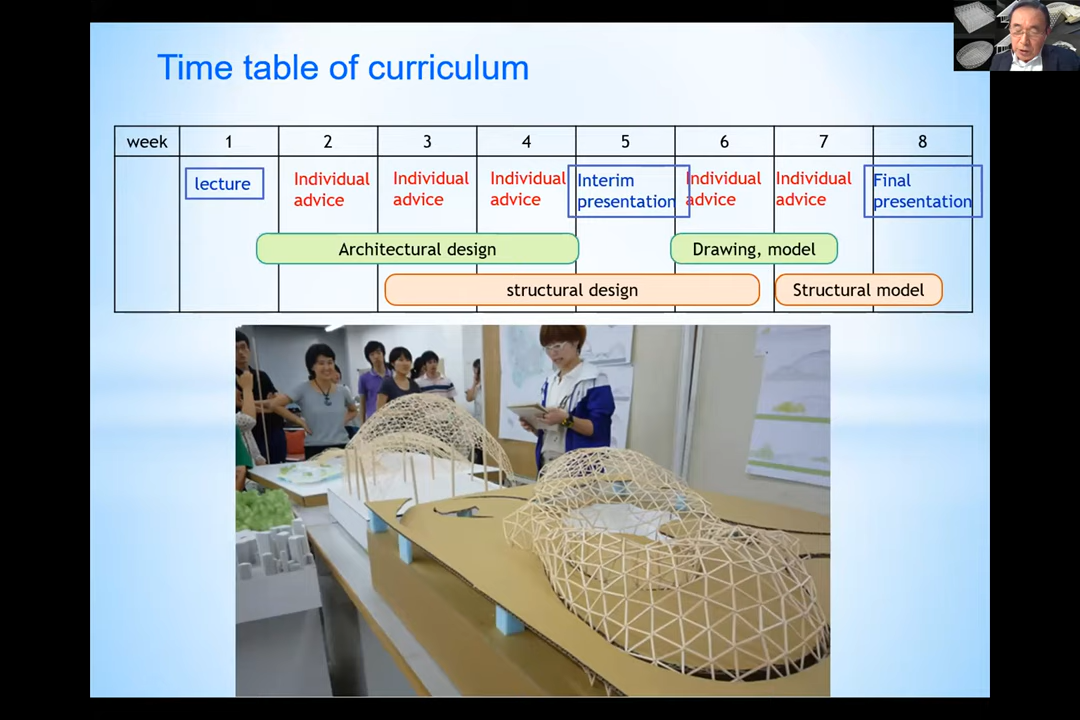 Time table of curriculum
week 1 2 3 4 5 6 7 8
lecture
Individual
advice
Individual
advice
Individual
advice
Interim
presentation
Individual
advice
Individual
advice
Final
presentation
Architectural design
Drawing, model
structural design
Structural model